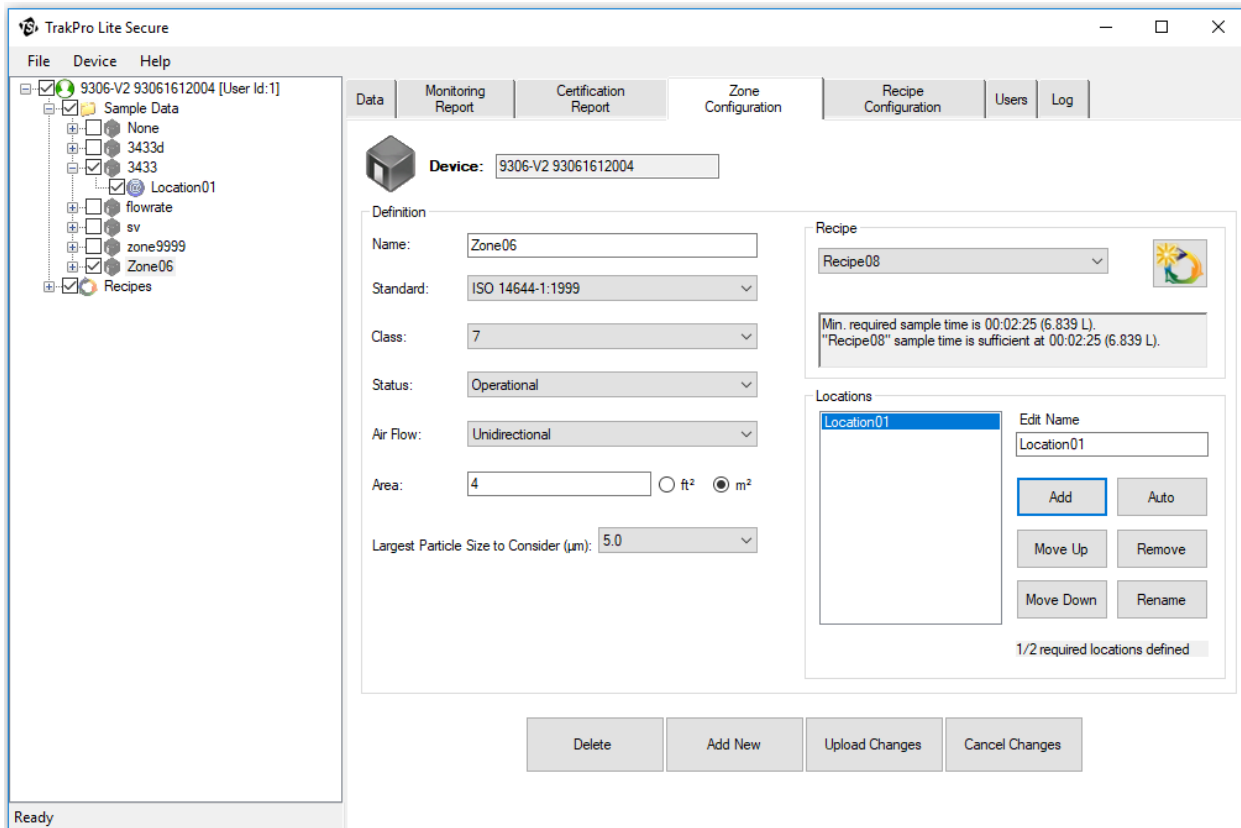 TrakPro Lite Secure
File Device Help
9306-V2 93061612004 [User Id:1]
Sample Data
None
3433d
3433
Location01
flowrate
sv
zone9999
Zone06
Recipes
Ready
Data
Monitoring
Report
Certification
Report
Zone
Configuration
Recipe
Configuration
Users
Log
Device: 9306-V2 93061612004
Definition
Name: Zone06
Standard: ISO 14644-1:1999
Class: 7
Status: Operational
Air Flow: Unidirectional
Area: 4 ft² m²
Largest Particle Size to Consider (µm): 5.0
Recipe
Recipe08
Min. required sample time is 00:02:25 (6.839 L).
"Recipe08" sample time is sufficient at 00:02:25 (6.839 L).
Locations
Location01
Edit Name
Location01
Add Auto
Move Up Remove
Move Down Rename
1/2 required locations defined
Delete Add New Upload Changes Cancel Changes